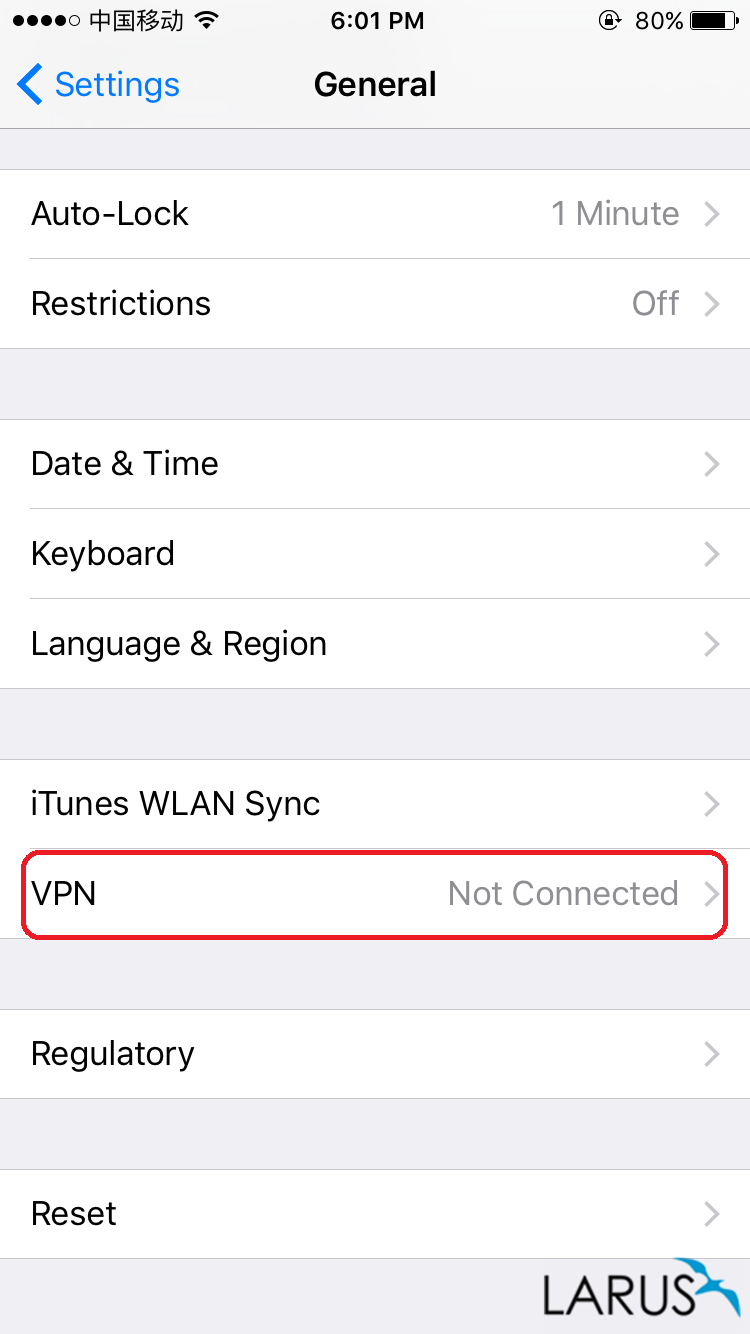 中国移动 6:01 PM 80%
Settings General
Auto-Lock 1 Minute
Restrictions Off
Date & Time
Keyboard
Language & Region
iTunes WLAN Sync
VPN Not Connected
Regulatory
Reset
LARUS